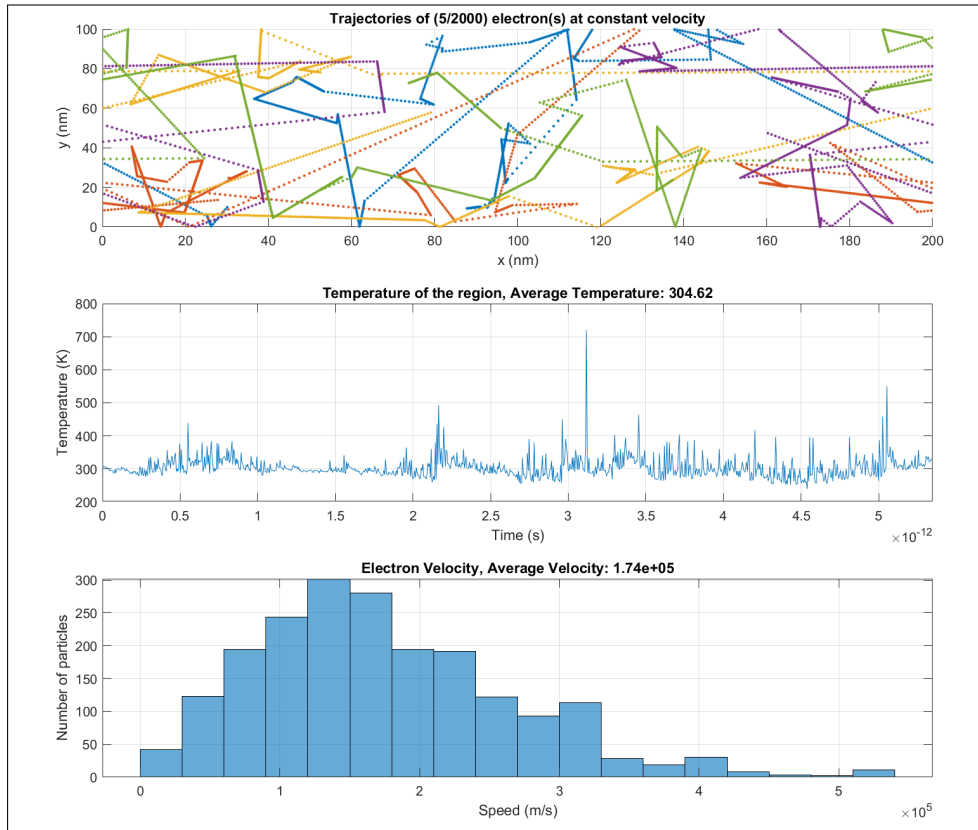 Trajectories of (5/2000) electron(s) at constant velocity
100
80
60
40
20
0
y (nm)
0 20 40 60 80 100 120 140 160 180 200
x (nm)
Temperature of the region, Average Temperature: 304.62
800
700
600
500
400
300
200
Temperature (K)
0 0.5 1 1.5 2 2.5 3 3.5 4 4.5 5
Time (s)
×10⁻¹²
Electron Velocity, Average Velocity: 1.74e+05
300
250
200
150
100
50
0
Number of particles
0 1 2 3 4 5
Speed (m/s)
×10⁵